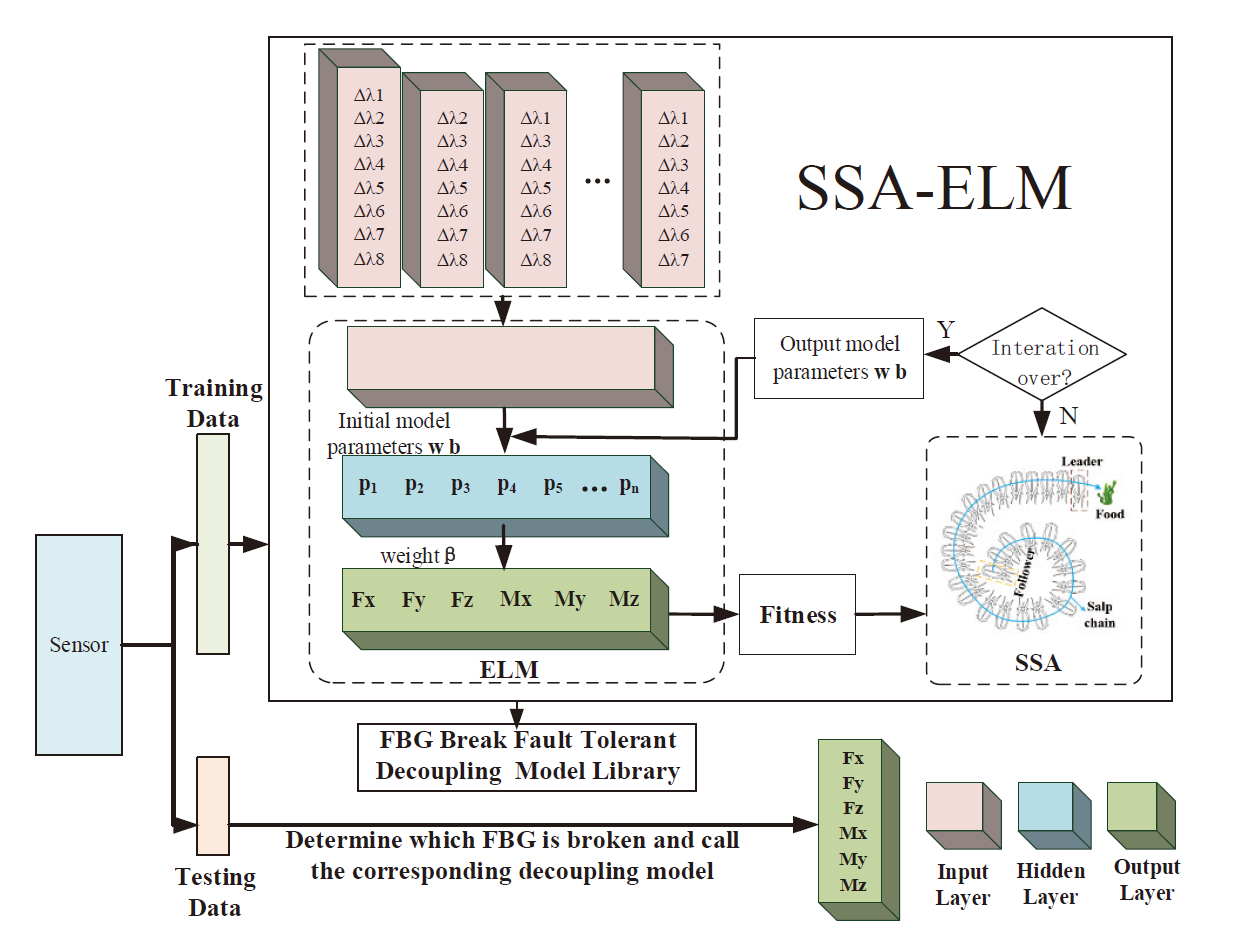 Δλ1
Δλ2
Δλ3
Δλ4
Δλ5
Δλ6
Δλ7
Δλ8
Δλ2
Δλ3
Δλ4
Δλ5
Δλ6
Δλ7
Δλ8
Δλ1
Δλ3
Δλ4
Δλ5
Δλ6
Δλ7
Δλ8
...
Δλ1
Δλ2
Δλ3
Δλ4
Δλ5
Δλ6
Δλ7
SSA-ELM
Initial model
parameters w b
p1 p2 p3 p4 p5 ... pn
weight β
Fx Fy Fz Mx My Mz
ELM
Output model
parameters w b
Y
Interation
over?
N
Leader
Food
Follower
Salp
chain
SSA
Fitness
Training
Data
Sensor
Testing
Data
FBG Break Fault Tolerant
Decoupling Model Library
Determine which FBG is broken and call
the corresponding decoupling model
Fx
Fy
Fz
Mx
My
Mz
Input
Layer
Hidden
Layer
Output
Layer